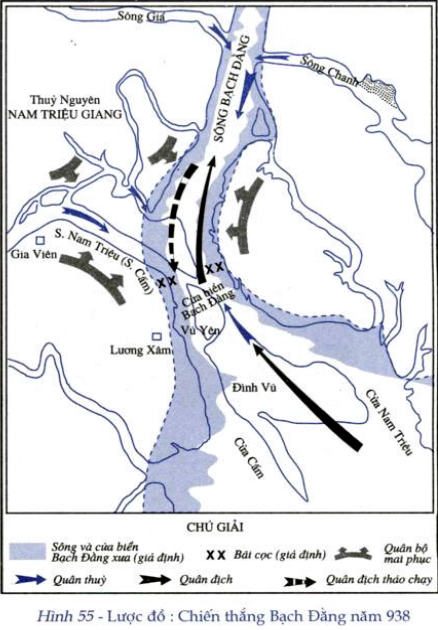 Sông Giá
Sông Chanh
SÔNG BẠCH ĐẰNG
Thuỷ Nguyên
NAM TRIỆU GIANG
S. Nam Triệu (S. Cấm)
Gia Viên
XX
XX
Cửa biển
Bạch Đằng
Vũ Yên
Lương Xâm
Đình Vũ
Cửa Nam Triệu
Cửa Cấm
CHÚ GIẢI
Sông và cửa biển
Bạch Đằng xưa (giả định)
XX Bãi cọc (giả định)
Quân bộ
mai phục
Quân thuỷ
Quân địch
Quân địch tháo chạy
Hình 55 - Lược đồ : Chiến thắng Bạch Đằng năm 938